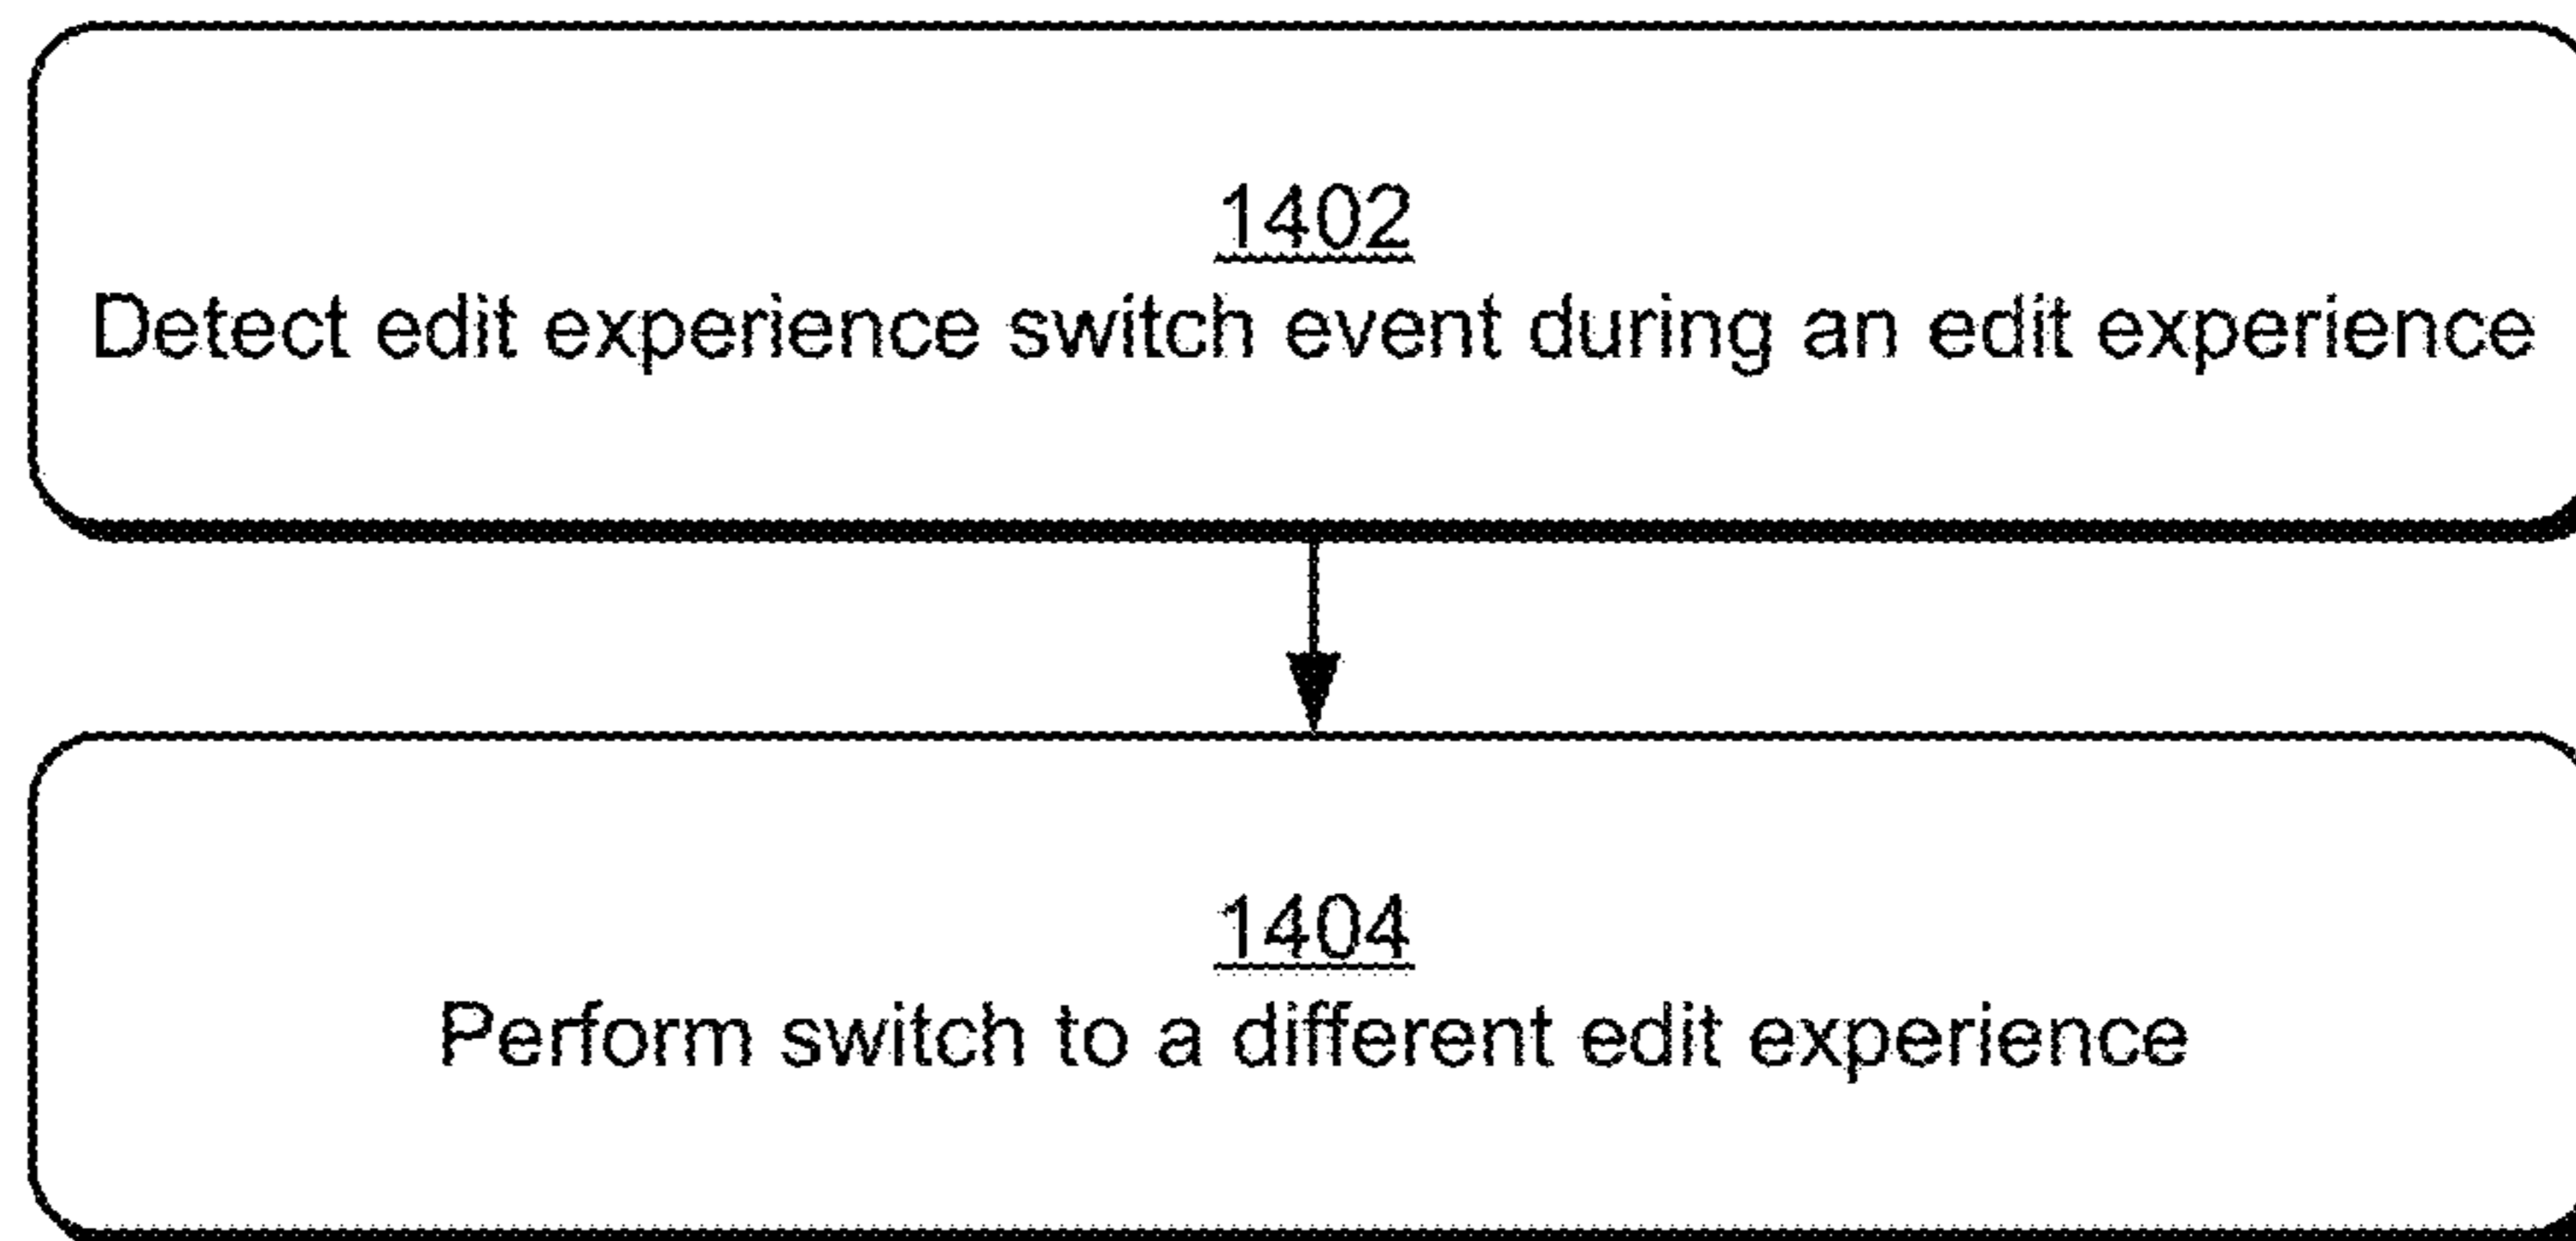 1402
Detect edit experience switch event during an edit experience
1404
Perform switch to a different edit experience